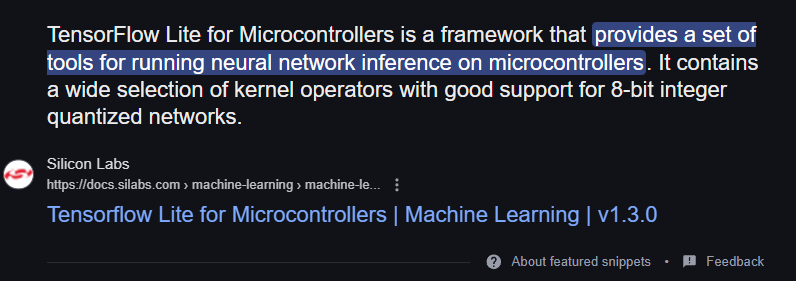 TensorFlow Lite for Microcontrollers is a framework that provides a set of
tools for running neural network inference on microcontrollers. It contains
a wide selection of kernel operators with good support for 8-bit integer
quantized networks.
Silicon Labs
https://docs.silabs.com › machine-learning › machine-le...
Tensorflow Lite for Microcontrollers | Machine Learning | v1.3.0
About featured snippets • Feedback